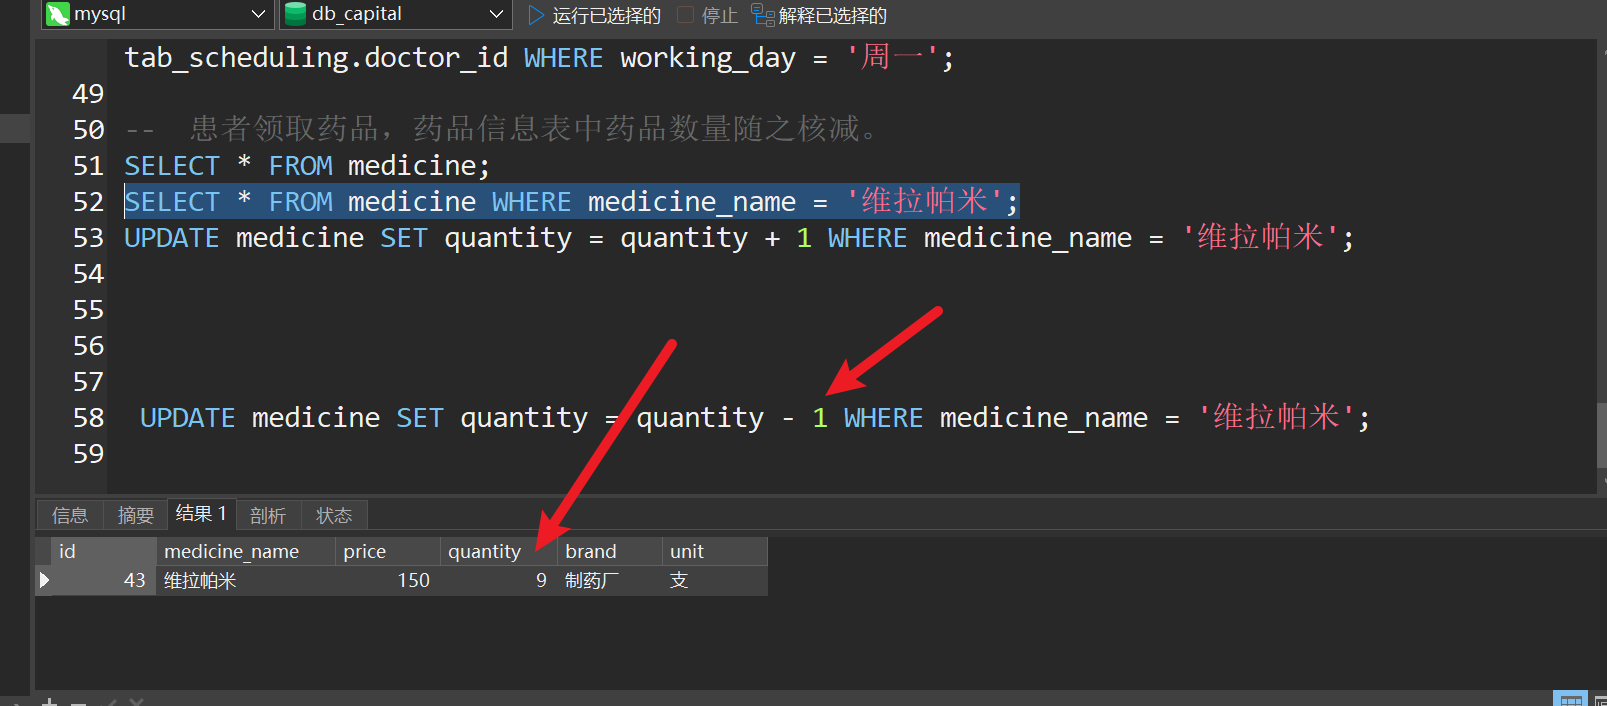 mysql db_capital 运行已选择的 停止 解释已选择的
tab_scheduling.doctor_id WHERE working_day = '周一';
49
50 -- 患者领取药品，药品信息表中药品数量随之核减。
51 SELECT * FROM medicine;
52 SELECT * FROM medicine WHERE medicine_name = '维拉帕米';
53 UPDATE medicine SET quantity = quantity + 1 WHERE medicine_name = '维拉帕米';
54
55
56
57
58 UPDATE medicine SET quantity = quantity - 1 WHERE medicine_name = '维拉帕米';
59
信息 摘要 结果 1 剖析 状态
id medicine_name price quantity brand unit
43 维拉帕米 150 9 制药厂 支